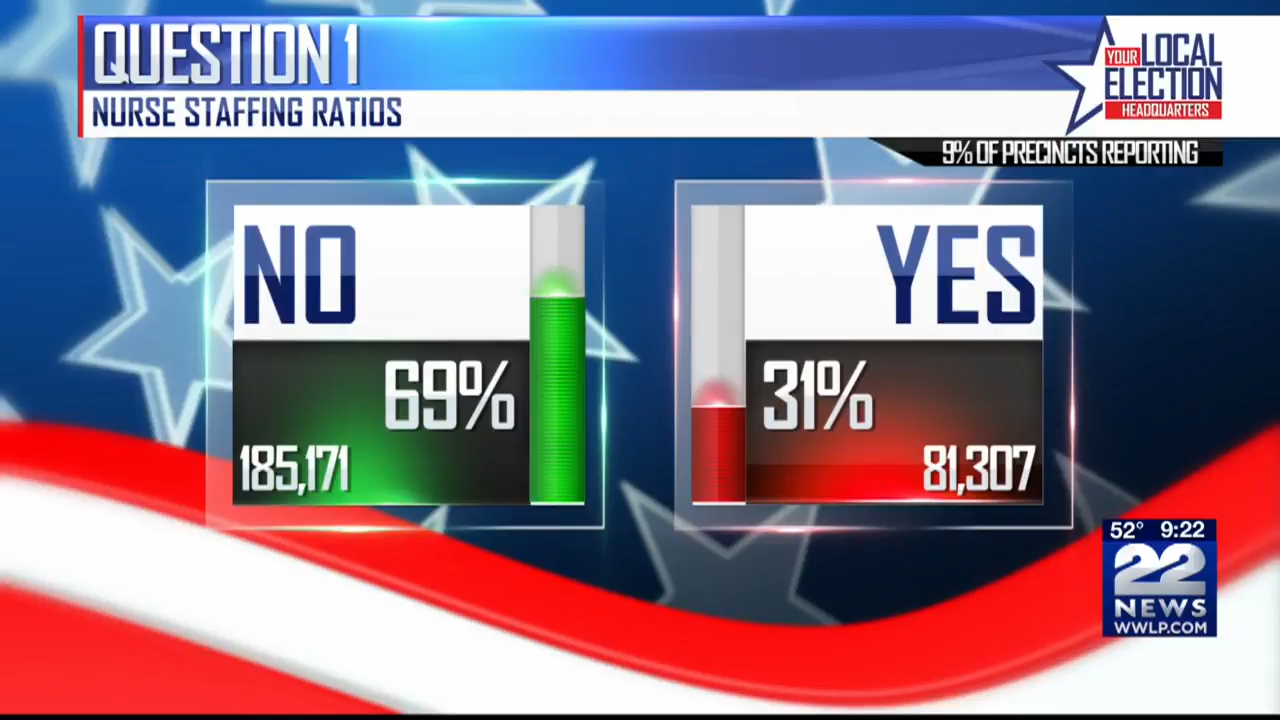 QUESTION 1
NURSE STAFFING RATIOS
YOUR LOCAL
ELECTION
HEADQUARTERS
9% OF PRECINCTS REPORTING
NO
69%
185,171
YES
31%
81,307
52° 9:22
22
NEWS
WWLP.COM